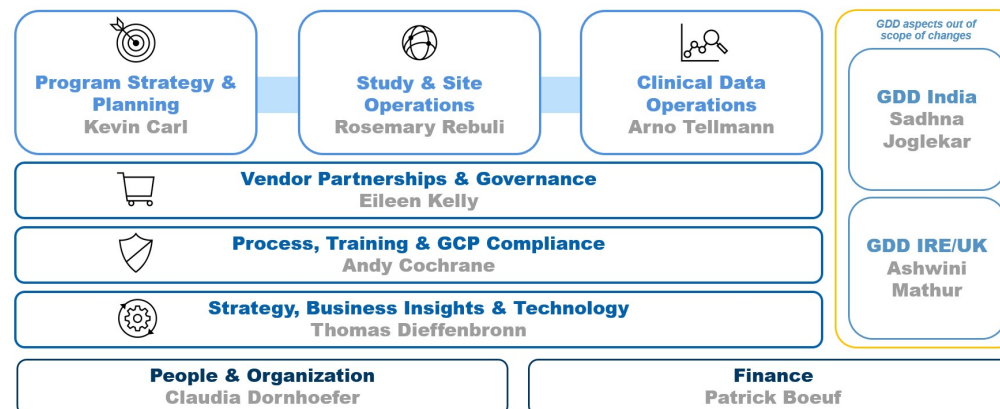 Program Strategy &
Planning
Kevin Carl
Study & Site
Operations
Rosemary Rebuli
Clinical Data
Operations
Arno Tellmann
GDD aspects out of
scope of changes
GDD India
Sadhna
Joglekar
GDD IRE/UK
Ashwini
Mathur
Vendor Partnerships & Governance
Eileen Kelly
Process, Training & GCP Compliance
Andy Cochrane
Strategy, Business Insights & Technology
Thomas Dieffenbronn
People & Organization
Claudia Dornhoefer
Finance
Patrick Boeuf